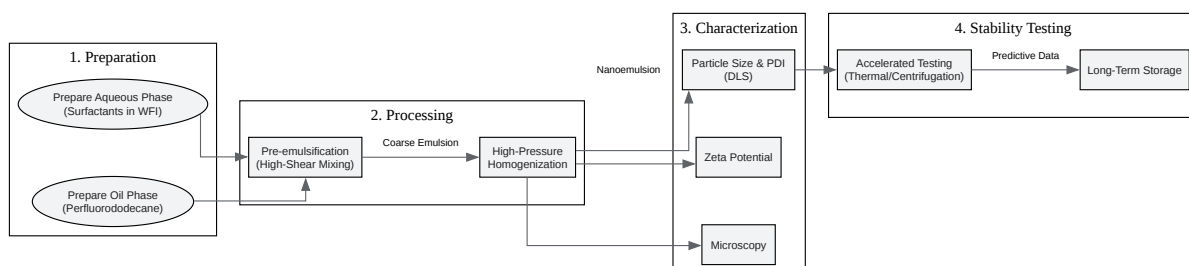 1. Preparation
Prepare Aqueous Phase
(Surfactants in WFI)
Prepare Oil Phase
(Perfluorododecane)
2. Processing
Pre-emulsification
(High-Shear Mixing)
Coarse Emulsion
High-Pressure
Homogenization
Nanoemulsion
3. Characterization
Particle Size & PDI
(DLS)
Zeta Potential
Microscopy
4. Stability Testing
Accelerated Testing
(Thermal/Centrifugation)
Predictive Data
Long-Term Storage